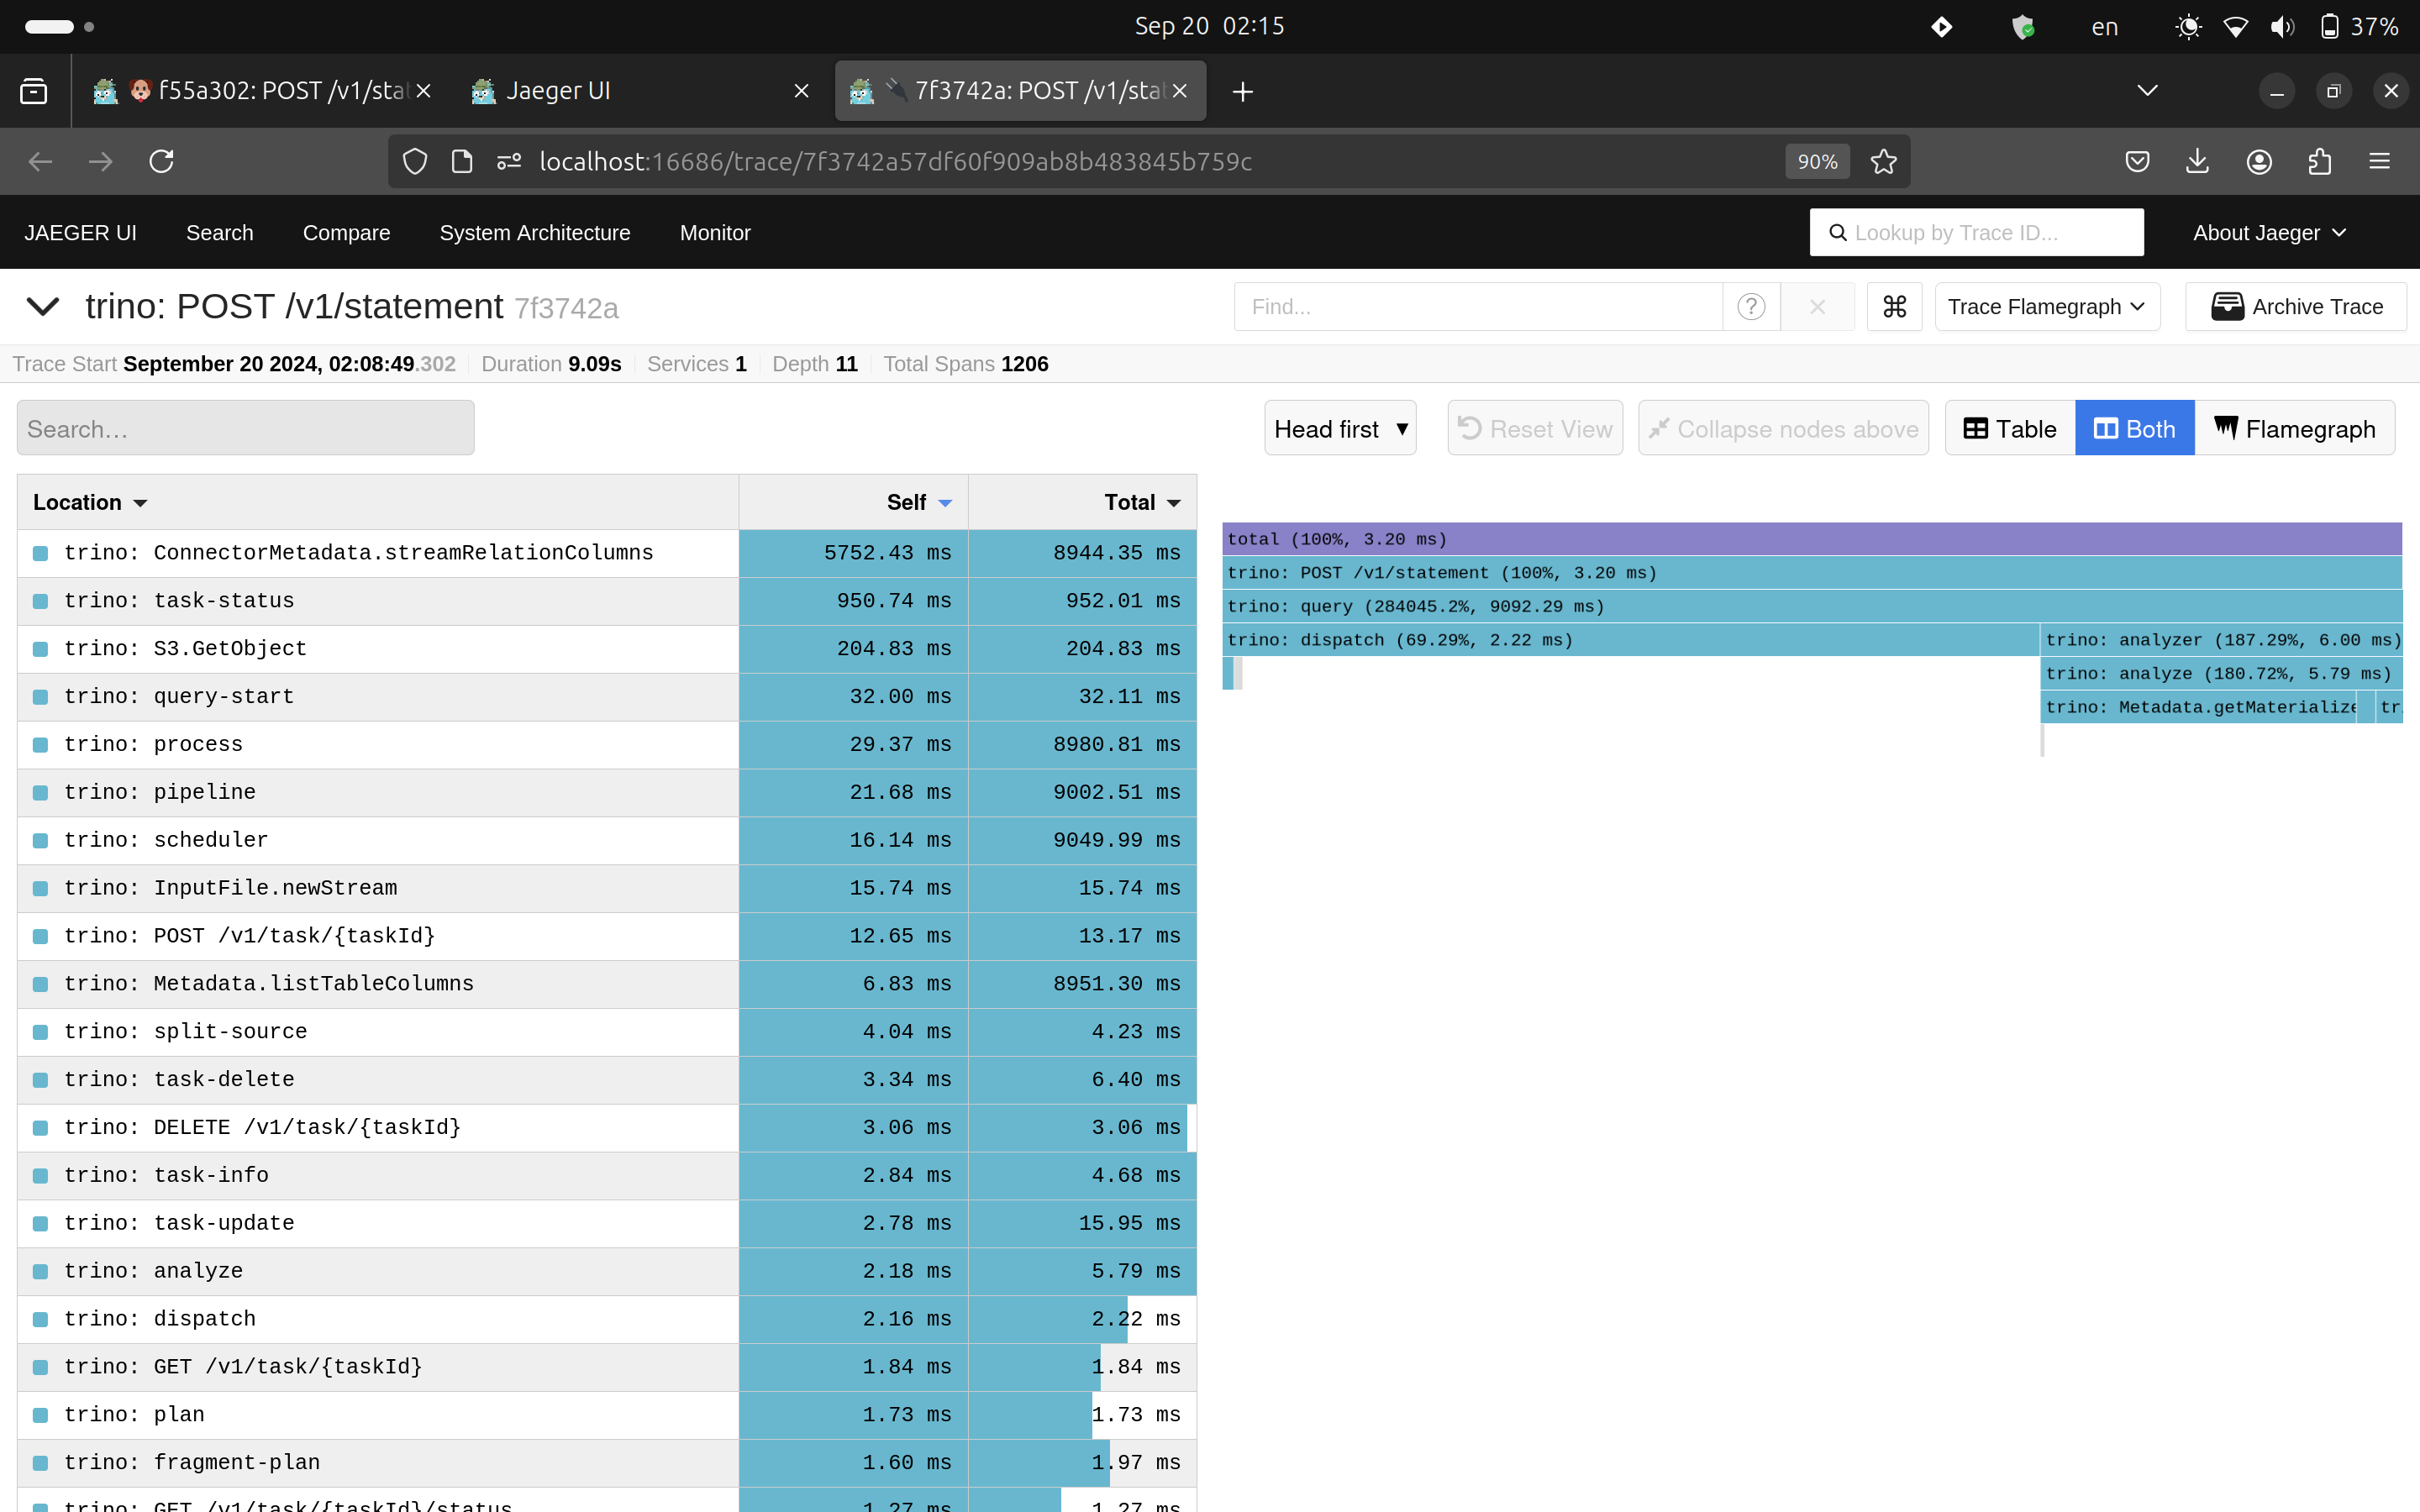 Sep 20 02:15
en
37%
f55a302: POST /v1/stat
Jaeger UI
7f3742a: POST /v1/stat
localhost:16686/trace/7f3742a57df60f909ab8b483845b759c
90%
JAEGER UI
Search
Compare
System Architecture
Monitor
Lookup by Trace ID...
About Jaeger
trino: POST /v1/statement 7f3742a
Find...
Trace Flamegraph
Archive Trace
Trace Start September 20 2024, 02:08:49.302
Duration 9.09s
Services 1
Depth 11
Total Spans 1206
Search…
Head first
Reset View
Collapse nodes above
Table
Both
Flamegraph
Location Self Total
trino: ConnectorMetadata.streamRelationColumns 5752.43 ms 8944.35 ms
trino: task-status 950.74 ms 952.01 ms
trino: S3.GetObject 204.83 ms 204.83 ms
trino: query-start 32.00 ms 32.11 ms
trino: process 29.37 ms 8980.81 ms
trino: pipeline 21.68 ms 9002.51 ms
trino: scheduler 16.14 ms 9049.99 ms
trino: InputFile.newStream 15.74 ms 15.74 ms
trino: POST /v1/task/{taskId} 12.65 ms 13.17 ms
trino: Metadata.listTableColumns 6.83 ms 8951.30 ms
trino: split-source 4.04 ms 4.23 ms
trino: task-delete 3.34 ms 6.40 ms
trino: DELETE /v1/task/{taskId} 3.06 ms 3.06 ms
trino: task-info 2.84 ms 4.68 ms
trino: task-update 2.78 ms 15.95 ms
trino: analyze 2.18 ms 5.79 ms
trino: dispatch 2.16 ms 2.22 ms
trino: GET /v1/task/{taskId} 1.84 ms 1.84 ms
trino: plan 1.73 ms 1.73 ms
trino: fragment-plan 1.60 ms 1.97 ms
trino: GET /v1/task/{taskId}/status 1.27 ms 1.27 ms
total (100%, 3.20 ms)
trino: POST /v1/statement (100%, 3.20 ms)
trino: query (284045.2%, 9092.29 ms)
trino: dispatch (69.29%, 2.22 ms)
trino: analyzer (187.29%, 6.00 ms)
trino: analyze (180.72%, 5.79 ms)
trino: Metadata.getMaterialize
tr